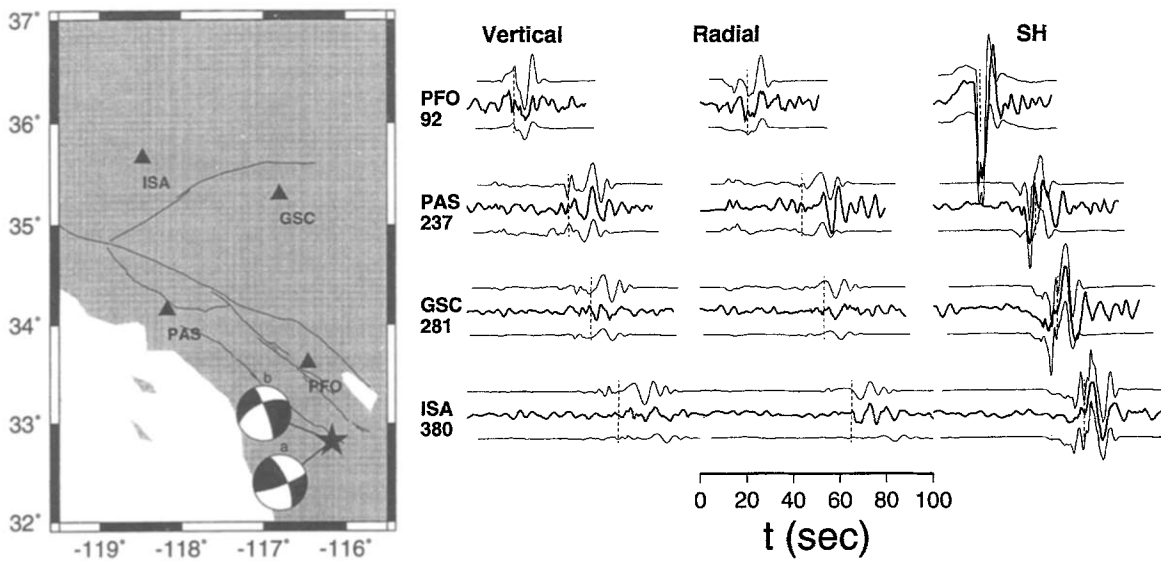 37°
36°
35°
34°
33°
32°
-119°
-118°
-117°
-116°
ISA
GSC
PAS
PFO
b
a
Vertical
Radial
SH
PFO
92
PAS
237
GSC
281
ISA
380
0 20 40 60 80 100
t (sec)